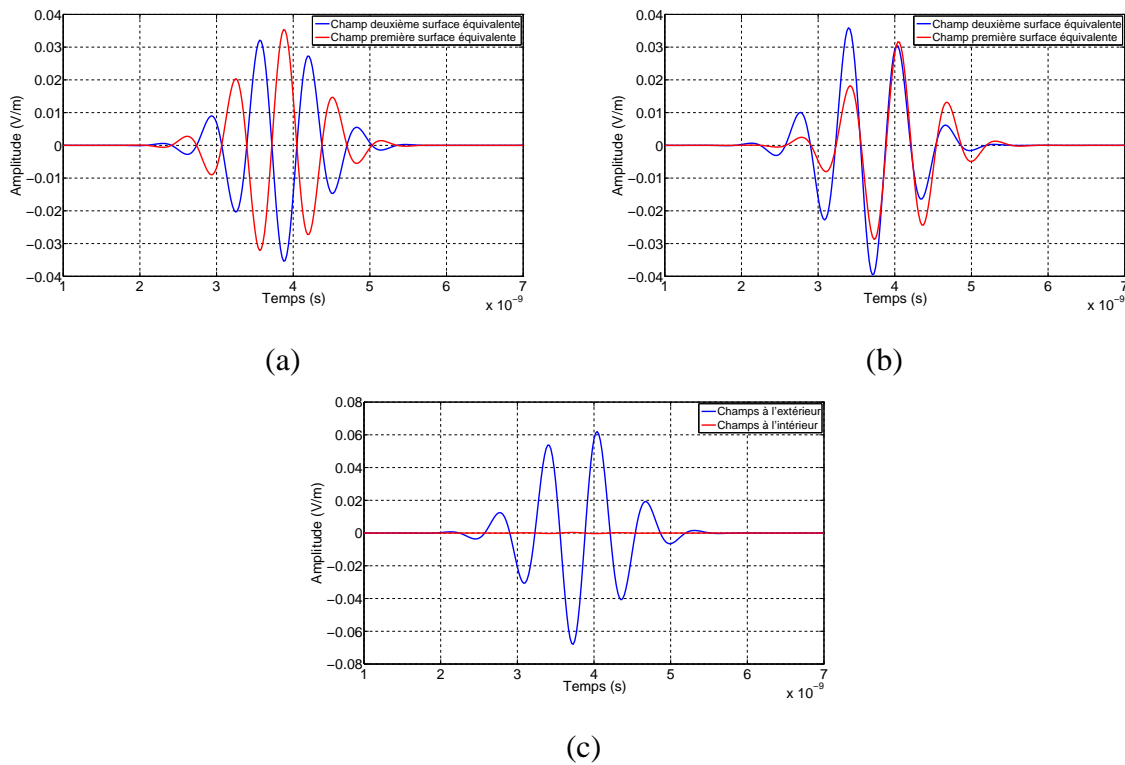 Champ deuxième surface équivalente
Champ première surface équivalente
0.04
0.03
0.02
0.01
0
−0.01
−0.02
−0.03
−0.04
Amplitude (V/m)
1 2 3 4 5 6 7
Temps (s)
x 10−9
(a)
Champ deuxième surface équivalente
Champ première surface équivalente
0.04
0.03
0.02
0.01
0
−0.01
−0.02
−0.03
−0.04
Amplitude (V/m)
1 2 3 4 5 6 7
Temps (s)
x 10−9
(b)
Champs à l'extérieur
Champs à l'intérieur
0.08
0.06
0.04
0.02
0
−0.02
−0.04
−0.06
−0.08
Amplitude (V/m)
1 2 3 4 5 6 7
Temps (s)
x 10−9
(c)